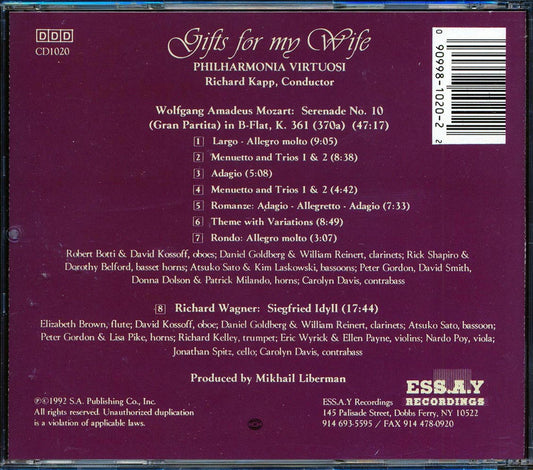 DDD
CD1020
Gifts for my Wife
PHILHARMONIA VIRTUOSI
Richard Kapp, Conductor
0 90998-1020-2 2
Wolfgang Amadeus Mozart: Serenade No. 10
(Gran Partita) in B-Flat, K. 361 (370a) (47:17)
1 Largo - Allegro molto (9:05)
2 Menuetto and Trios 1 & 2 (8:38)
3 Adagio (5:08)
4 Menuetto and Trios 1 & 2 (4:42)
5 Romanze: Adagio - Allegretto - Adagio (7:33)
6 Theme with Variations (8:49)
7 Rondo: Allegro molto (3:07)
Robert Botti & David Kossoff, oboes; Daniel Goldberg & William Reinert, clarinets; Rick Shapiro &
Dorothy Belford, basset horns; Atsuko Sato & Kim Laskowski, bassoons; Peter Gordon, David Smith,
Donna Dolson & Patrick Milando, horns; Carolyn Davis, contrabass
8 Richard Wagner: Siegfried Idyll (17:44)
Elizabeth Brown, flute; David Kossoff, oboe; Daniel Goldberg & William Reinert, clarinets; Atsuko Sato, bassoon;
Peter Gordon & Lisa Pike, horns; Richard Kelley, trumpet; Eric Wyrick & Ellen Payne, violins; Nardo Poy, viola;
Jonathan Spitz, cello; Carolyn Davis, contrabass
Produced by Mikhail Liberman
ESS.A.Y
RECORDINGS
℗©1992 S.A. Publishing Co., Inc.
All rights reserved. Unauthorized duplication
is a violation of applicable laws.
ESS.A.Y Recordings
145 Palisade Street, Dobbs Ferry, NY 10522
914 693-5595 / FAX 914 478-0920